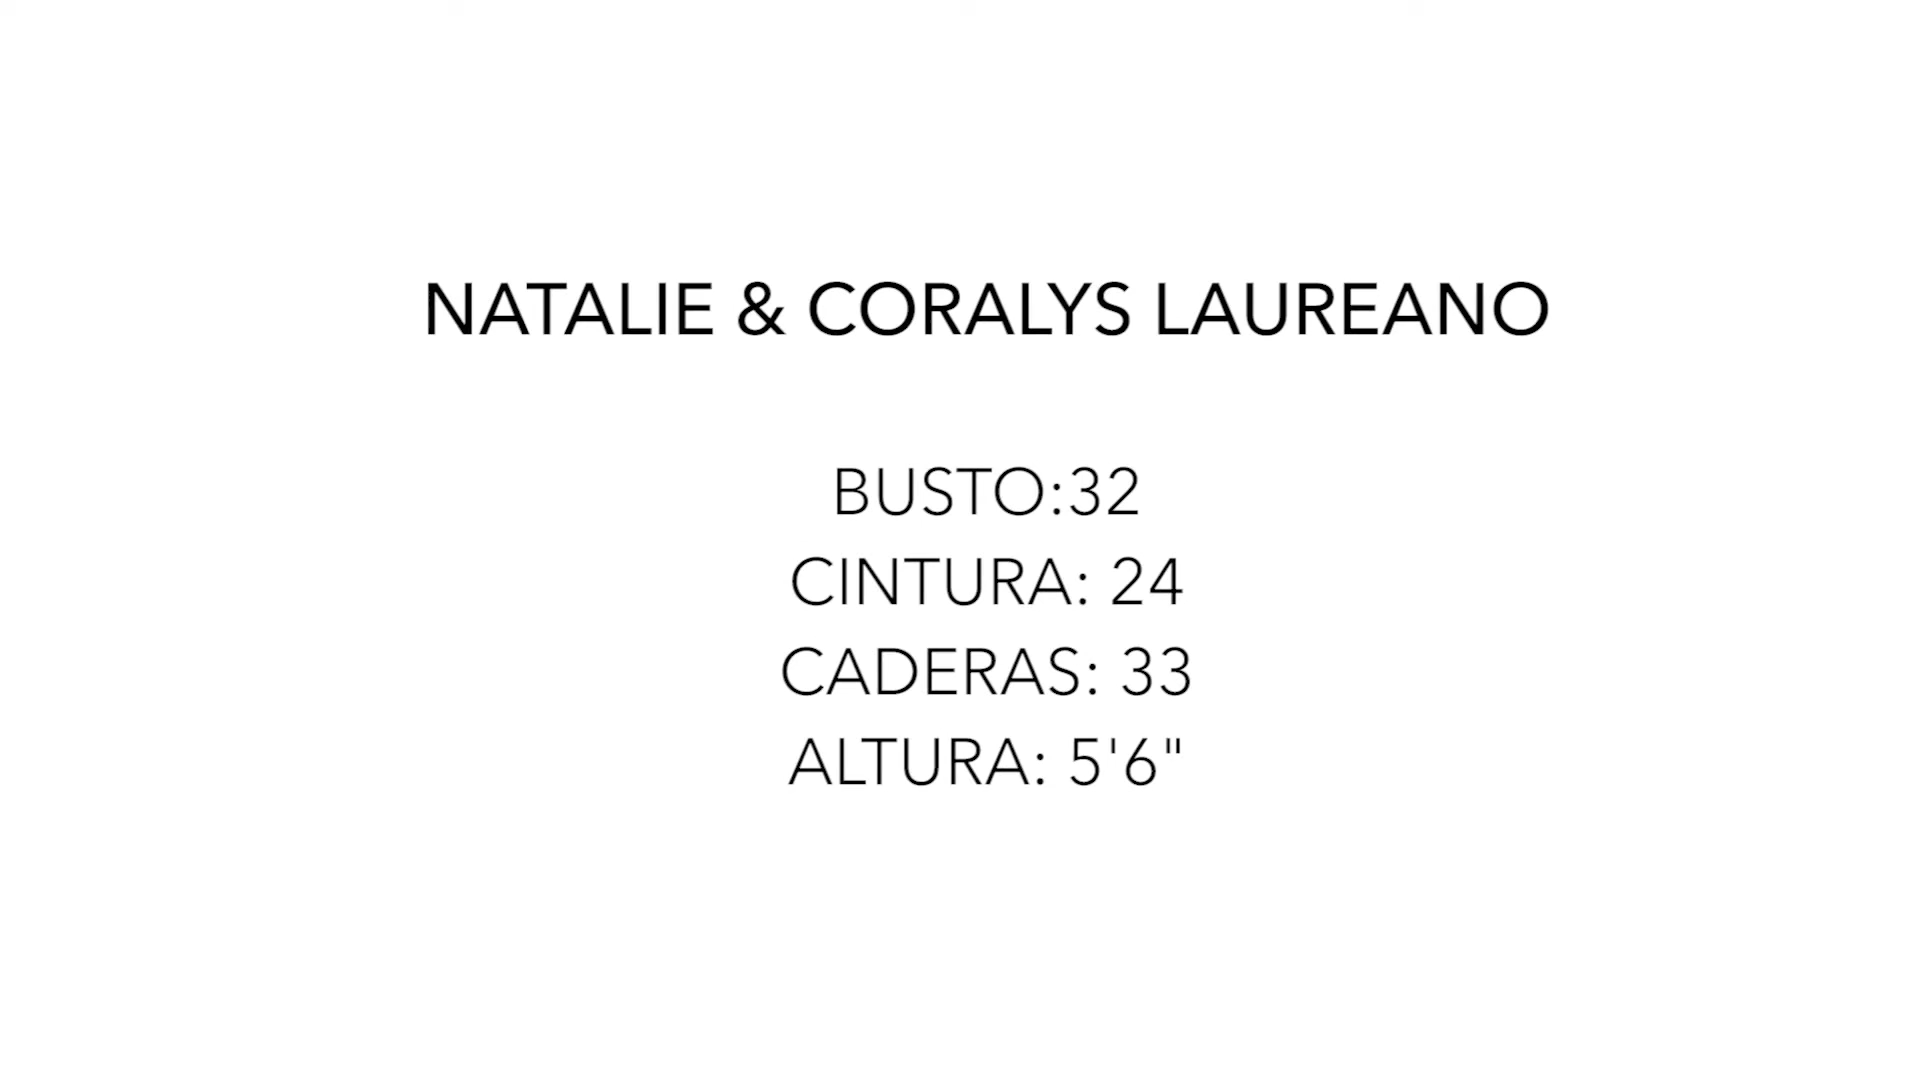 NATALIE & CORALYS LAUREANO
BUSTO:32
CINTURA: 24
CADERAS: 33
ALTURA: 5'6"